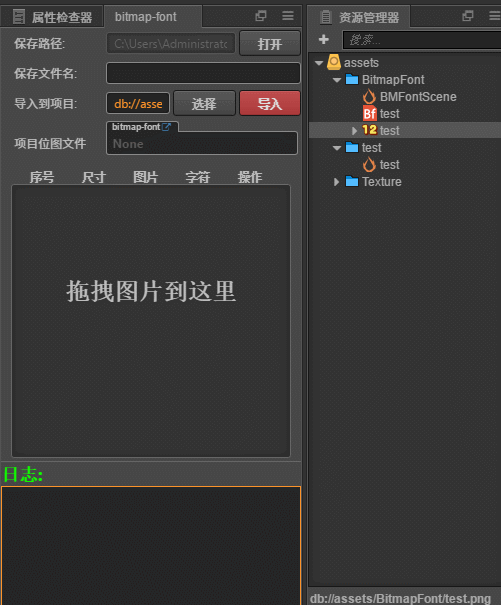 属性检查器 bitmap-font
保存路径: C:\Users\Administrato 打开
保存文件名:
导入到项目: db://asse 选择 导入
bitmap-font
项目位图文件 None
序号 尺寸 图片 字符 操作
拖拽图片到这里
日志:
资源管理器
搜索...
assets
BitmapFont
BMFontScene
Bf test
12 test
test
test
Texture
db://assets/BitmapFont/test.png